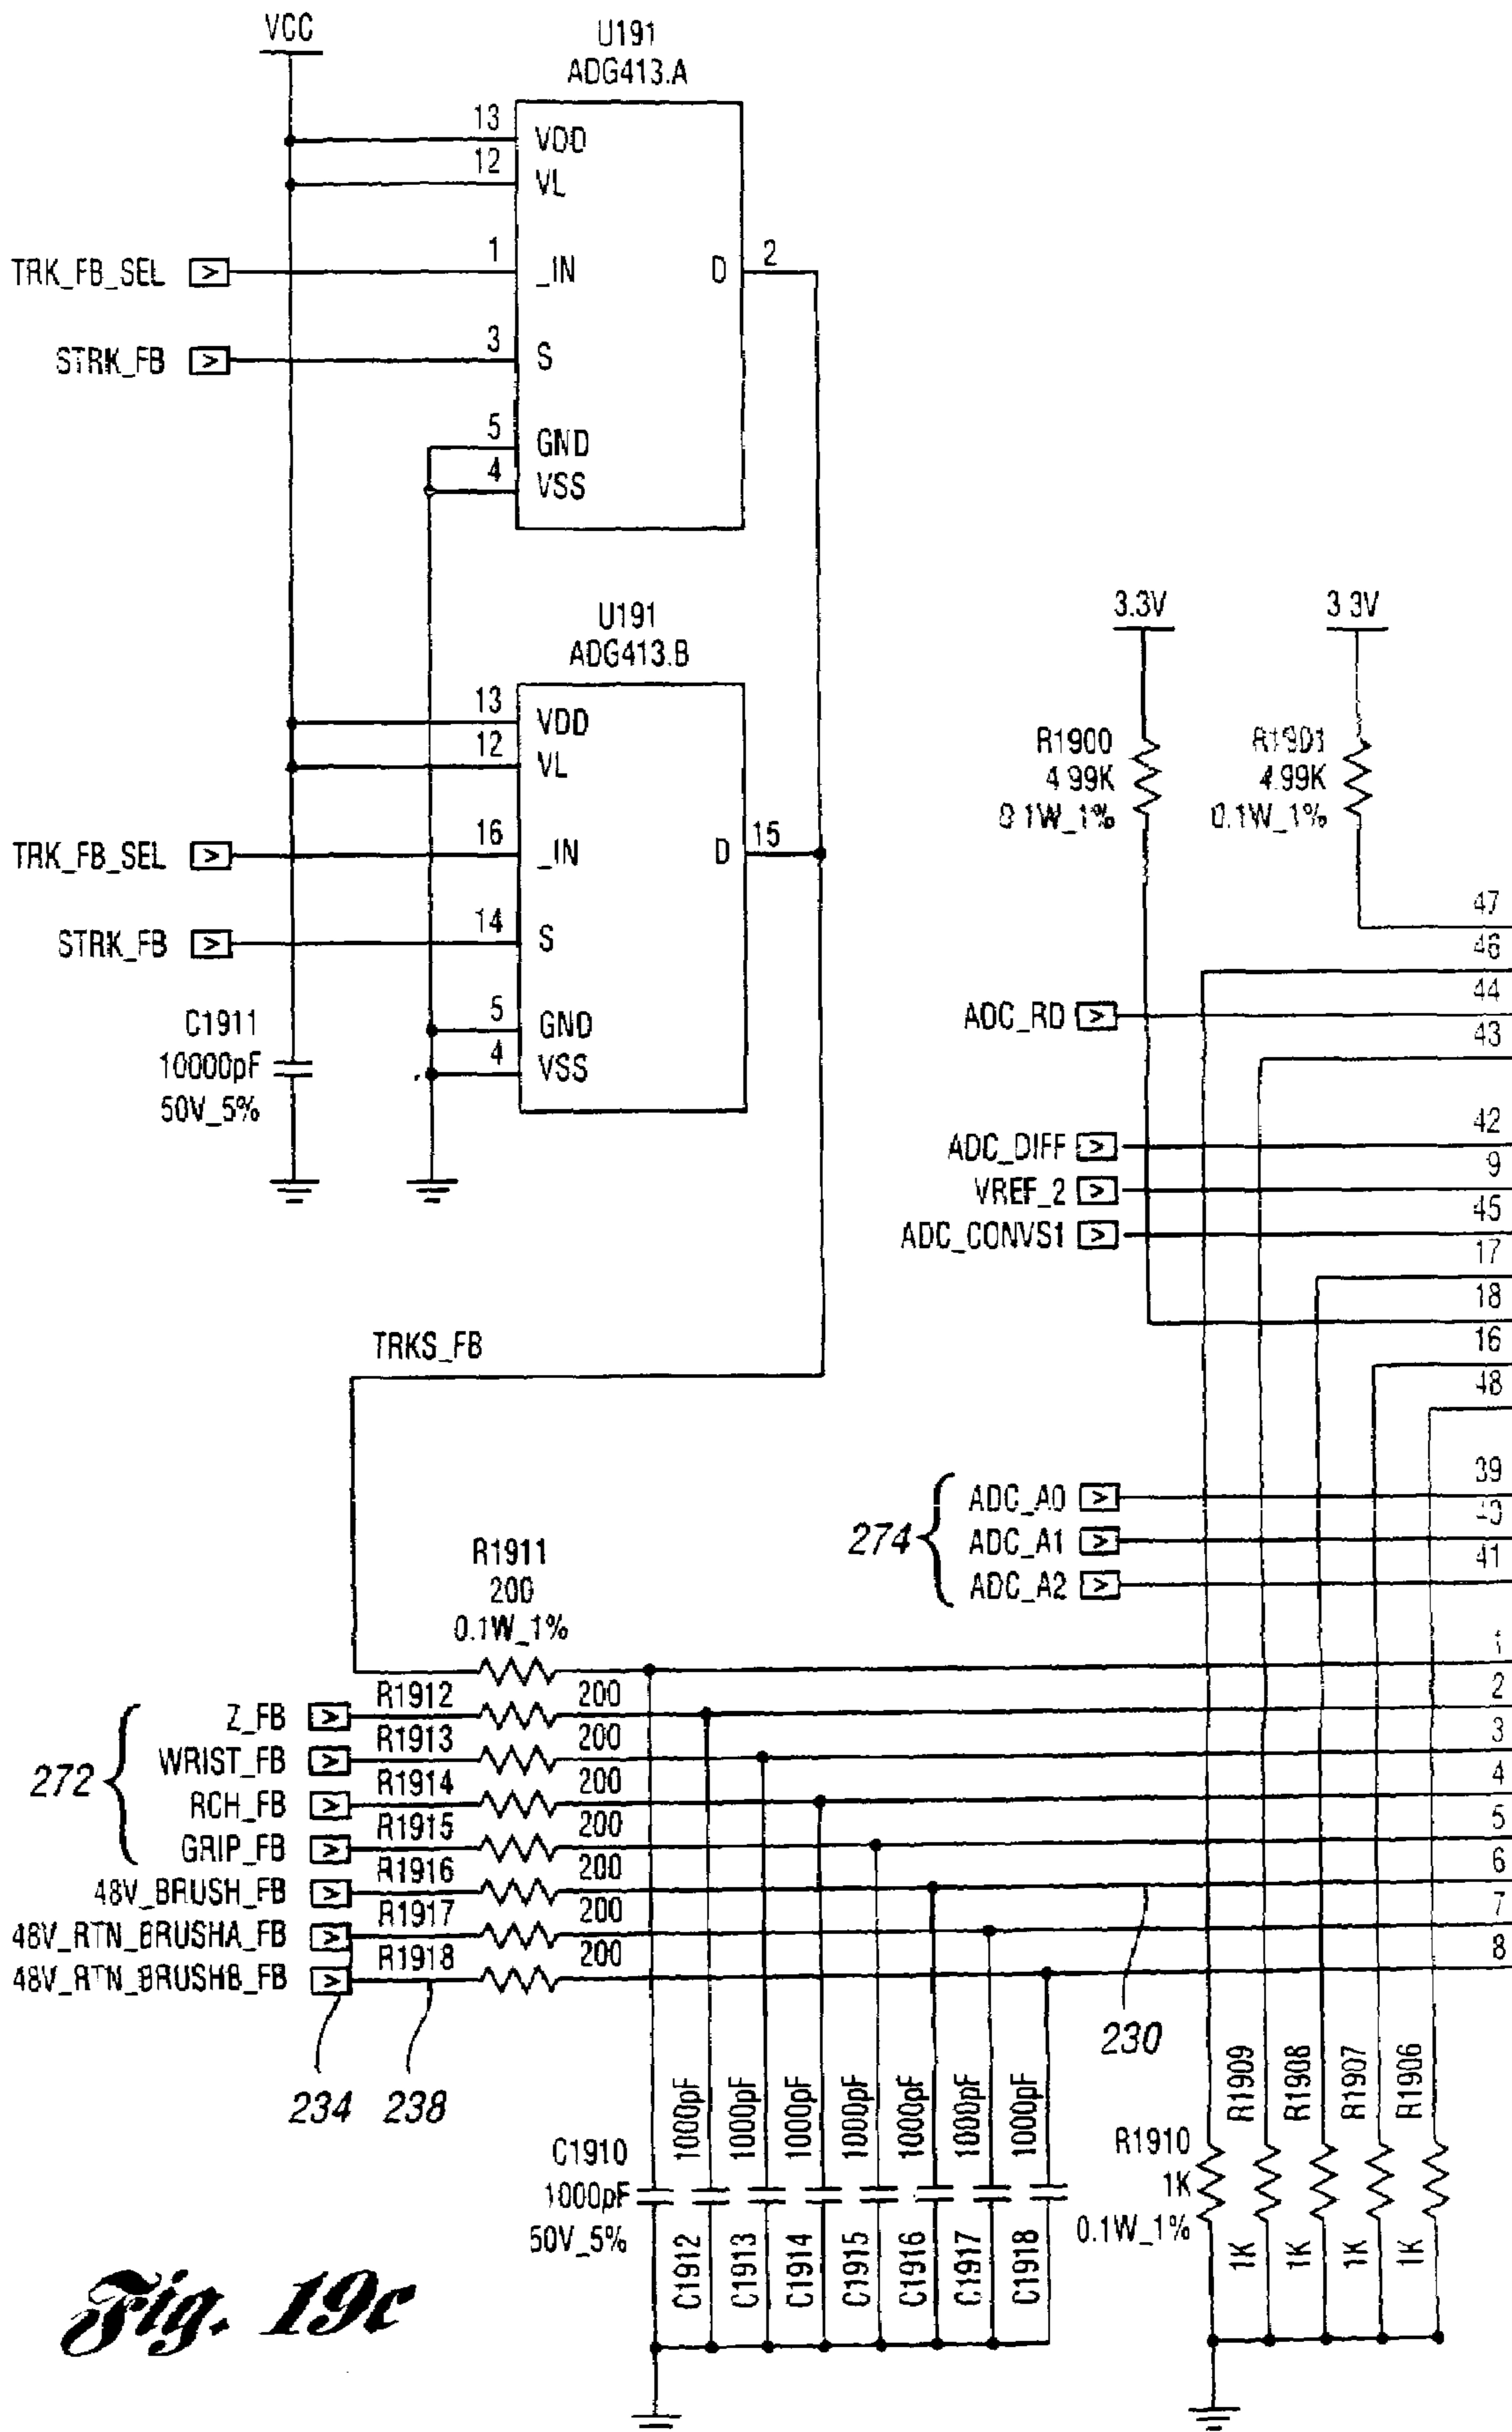 VCC
U191
ADG413.A
13
VDD
12
VL
TRK_FB_SEL >
1
_IN
D
2
STRK_FB >
3
S
5
GND
4
VSS
U191
ADG413.B
13
VDD
12
VL
TRK_FB_SEL >
16
_IN
D
15
STRK_FB >
14
S
5
GND
4
VSS
C1911
10000pF
50V_5%
3.3V
3 3V
R1900
4 99K
0 1W_1%
R1901
4.99K
0.1W_1%
47
46
ADC_RD >
44
43
ADC_DIFF >
42
VREF_2 >
9
ADC_CONVS1 >
45
17
18
16
48
TRKS_FB
274
ADC_A0 >
39
ADC_A1 >
40
ADC_A2 >
41
R1911
200
0.1W_1%
1
272
Z_FB >
R1912
200
2
WRIST_FB >
R1913
200
3
RCH_FB >
R1914
200
4
GRIP_FB >
R1915
200
5
48V_BRUSH_FB >
R1916
200
6
48V_RTN_BRUSHA_FB >
R1917
200
7
48V_RTN_BRUSHB_FB >
R1918
200
8
234
238
230
C1910
1000pF
50V_5%
1000pF
1000pF
1000pF
1000pF
1000pF
1000pF
1000pF
C1912
C1913
C1914
C1915
C1916
C1917
C1918
R1910
1K
0.1W_1%
R1909
R1908
R1907
R1906
1K
1K
1K
1K
Fig. 19c